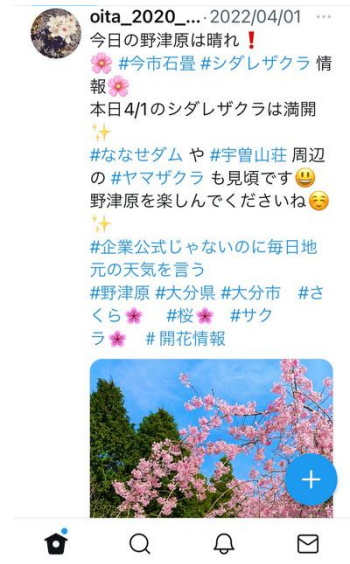 oita_2020_...· 2022/04/01 ···
今日の野津原は晴れ❗
🌸 #今市石畳 #シダレザクラ 情
報🌸
本日4/1のシダレザクラは満開
✨
#ななせダム や #宇曽山荘 周辺
の #ヤマザクラ も見頃です😃
野津原を楽しんでくださいね☺️
✨
#企業公式じゃないのに毎日地
元の天気を言う
#野津原 #大分県 #大分市 #さ
くら🌸 #桜🌸 #サク
ラ🌸 #開花情報